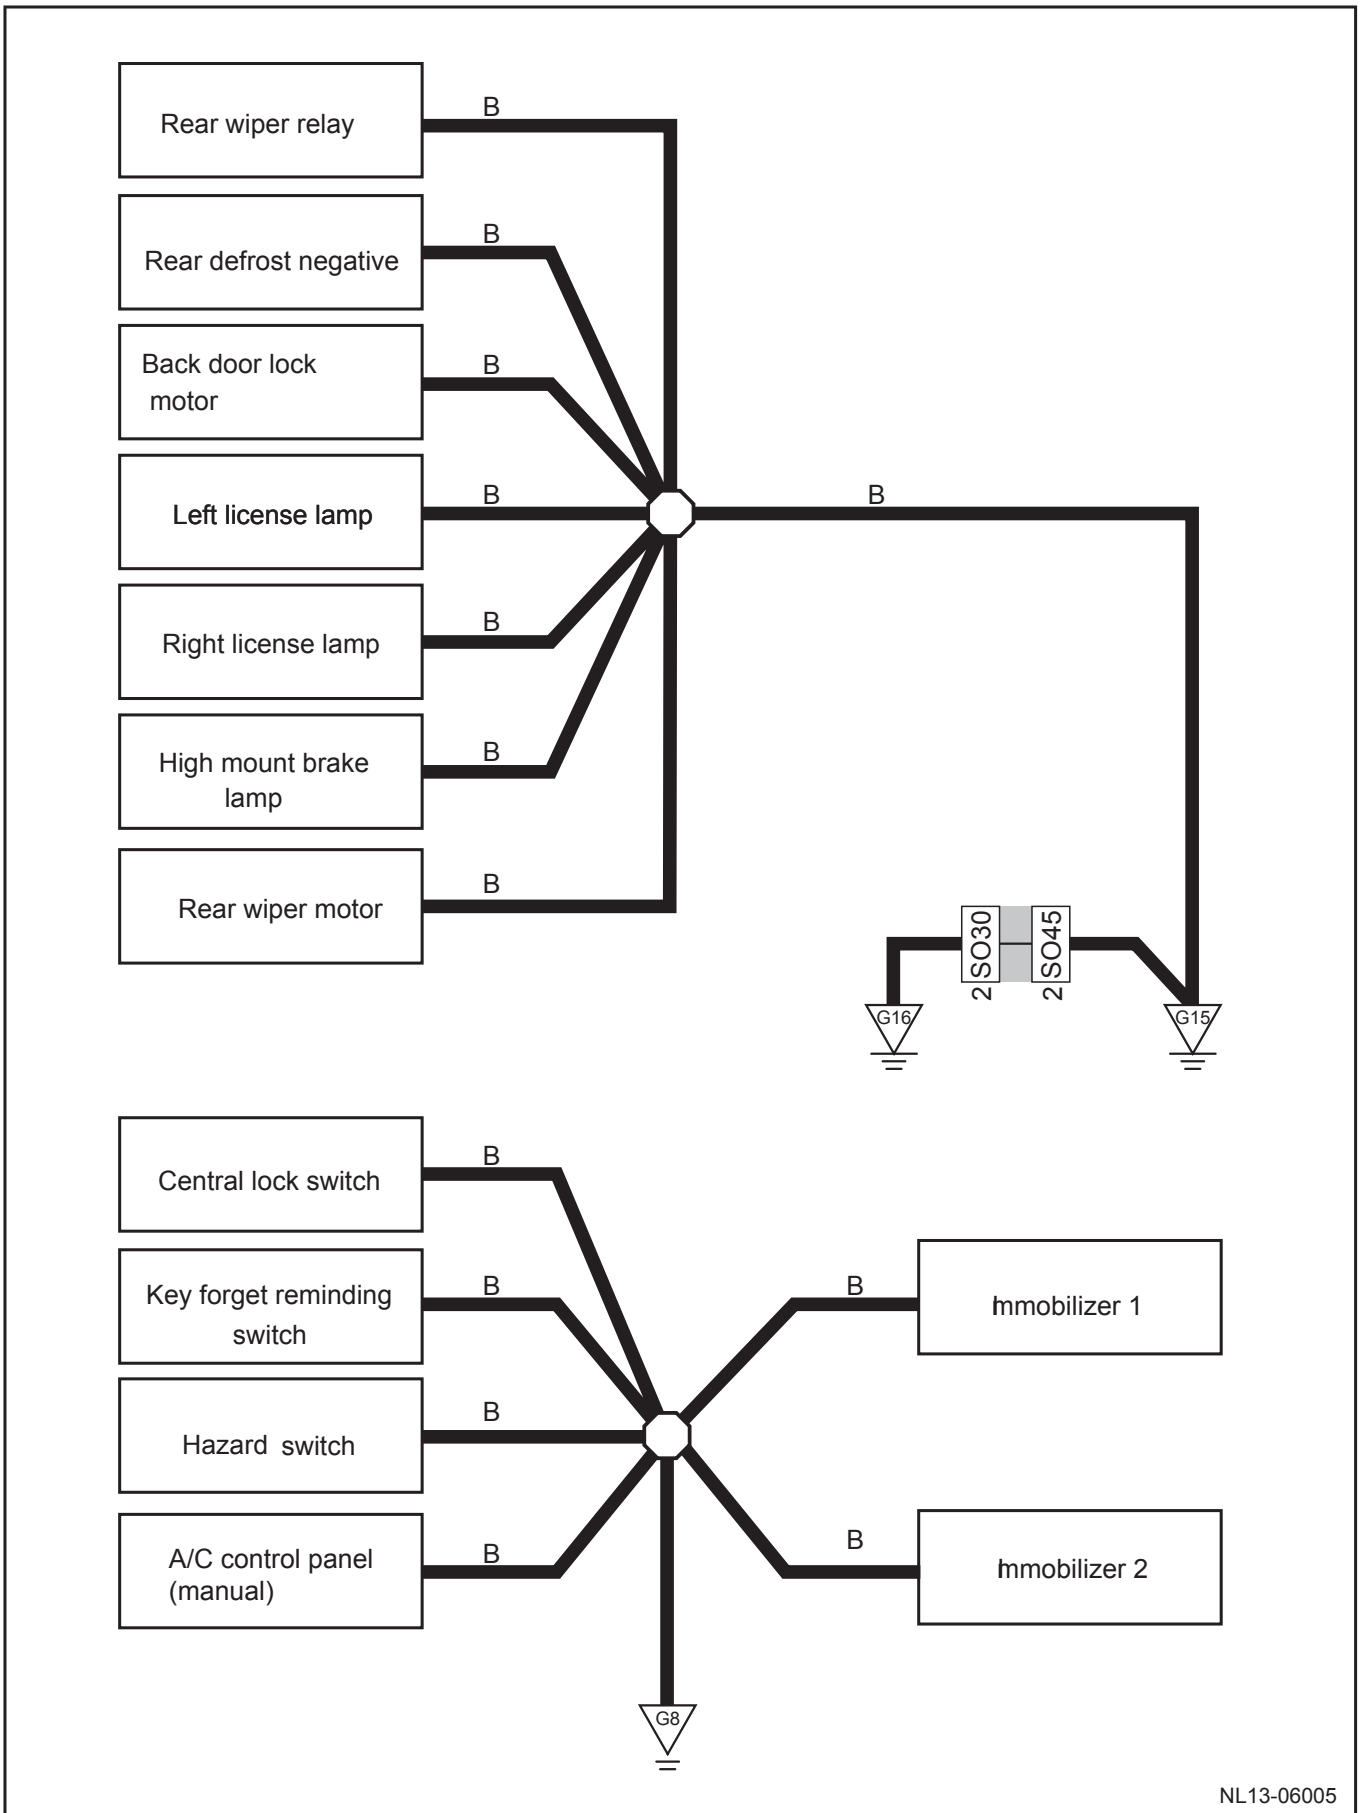 Rear wiper relay
B
Rear defrost negative
B
Back door lock
motor
B
Left license lamp
B
B
Right license lamp
B
High mount brake
lamp
B
Rear wiper motor
B
2 SO30
2 SO45
G16
G15
Central lock switch
B
Key forget reminding
switch
B
Hazard switch
B
A/C control panel
(manual)
B
B
Immobilizer 1
B
Immobilizer 2
G8
NL13-06005